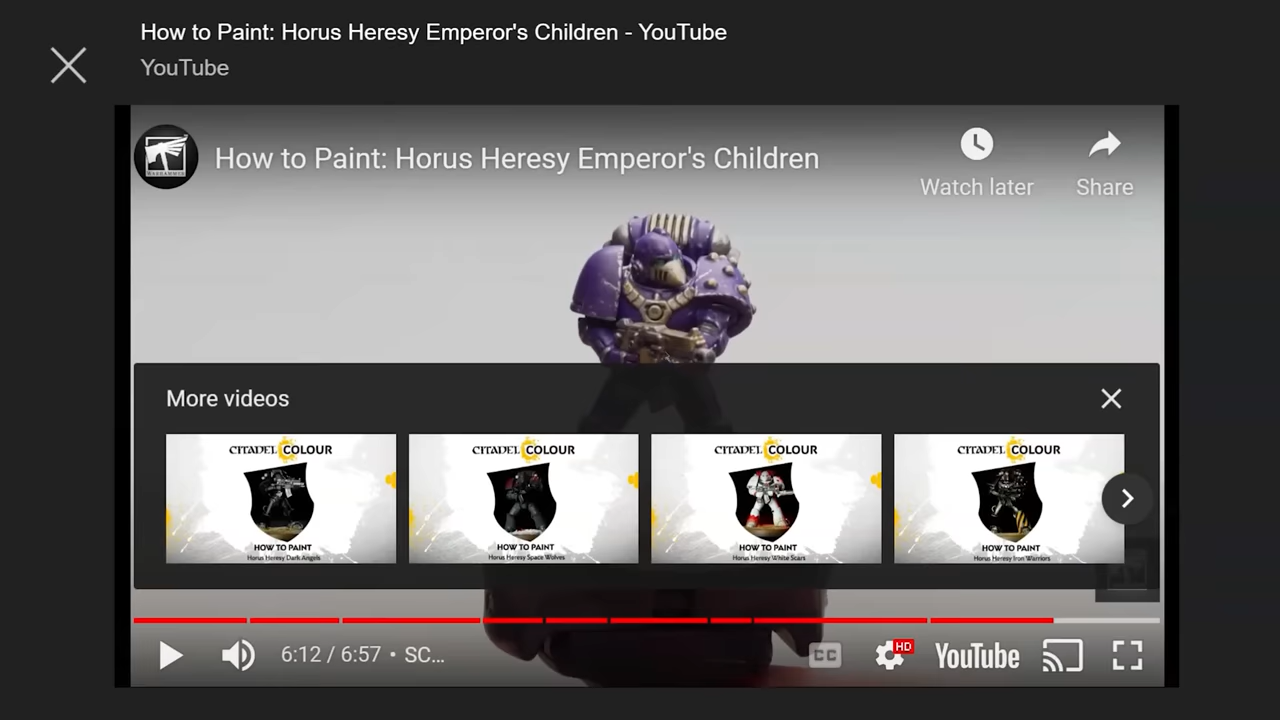 How to Paint: Horus Heresy Emperor's Children - YouTube
YouTube
WARHAMMER
How to Paint: Horus Heresy Emperor's Children
Watch later
Share
More videos
CITADEL COLOUR
HOW TO PAINT
Horus Heresy Dark Angels
CITADEL COLOUR
HOW TO PAINT
Horus Heresy Space Wolves
CITADEL COLOUR
HOW TO PAINT
Horus Heresy White Scars
CITADEL COLOUR
HOW TO PAINT
Horus Heresy Iron Warriors
6:12 / 6:57 • SC...
CC
HD
YouTube